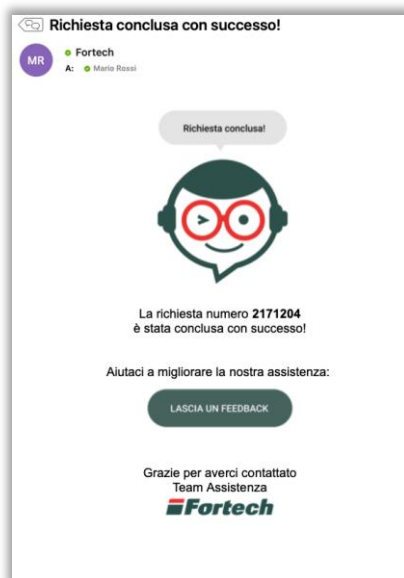 Richiesta conclusa con successo!
MR
Fortech
A: Mario Rossi
Richiesta conclusa!
La richiesta numero 2171204
è stata conclusa con successo!
Aiutaci a migliorare la nostra assistenza:
LASCIA UN FEEDBACK
Grazie per averci contattato
Team Assistenza
Fortech